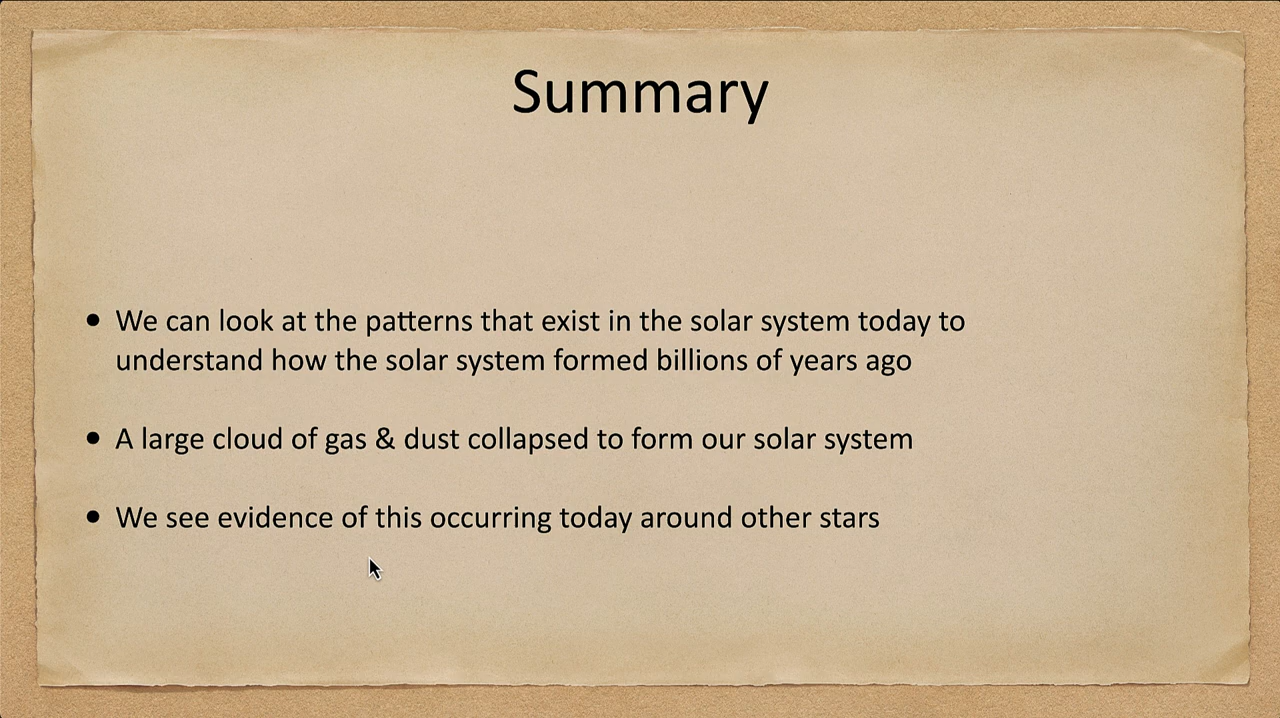 Summary
• We can look at the patterns that exist in the solar system today to
understand how the solar system formed billions of years ago
• A large cloud of gas & dust collapsed to form our solar system
• We see evidence of this occurring today around other stars